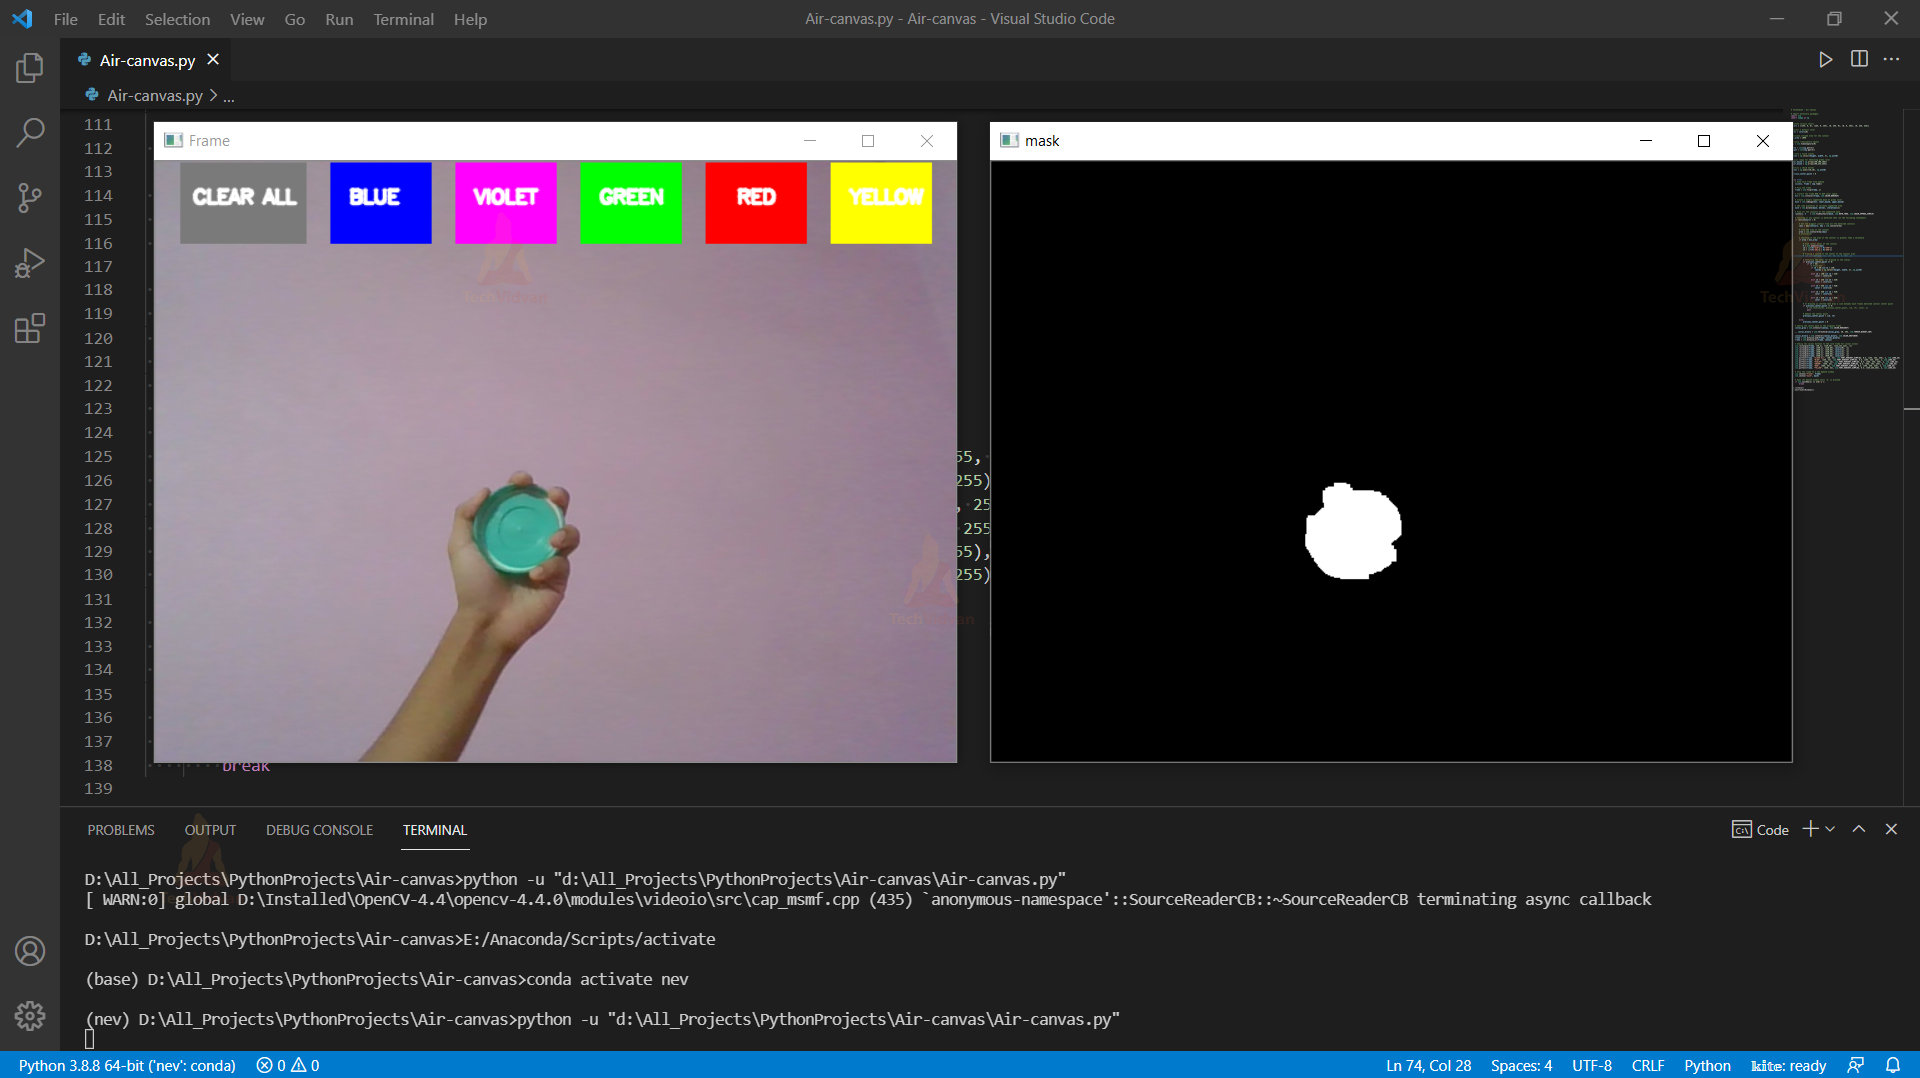 File Edit Selection View Go Run Terminal Help
Air-canvas.py - Air-canvas - Visual Studio Code
Air-canvas.py
Air-canvas.py > ...
111
112
113
114
115
116
117
118
119
120
121
122
123
124
125
126
127
128
129
130
131
132
133
134
135
136
137
138
139
Frame
CLEAR ALL BLUE VIOLET GREEN RED YELLOW
mask
55,
255)
, 25
255
55),
255)
break
TechVidvan
TechVidvan
TechVidvan
PROBLEMS OUTPUT DEBUG CONSOLE TERMINAL
Code
D:\All_Projects\PythonProjects\Air-canvas>python -u "d:\All_Projects\PythonProjects\Air-canvas\Air-canvas.py"
[ WARN:0] global D:\Installed\OpenCV-4.4\opencv-4.4.0\modules\videoio\src\cap_msmf.cpp (435) `anonymous-namespace'::SourceReaderCB::~SourceReaderCB terminating async callback
D:\All_Projects\PythonProjects\Air-canvas>E:/Anaconda/Scripts/activate
(base) D:\All_Projects\PythonProjects\Air-canvas>conda activate nev
(nev) D:\All_Projects\PythonProjects\Air-canvas>python -u "d:\All_Projects\PythonProjects\Air-canvas\Air-canvas.py"
Python 3.8.8 64-bit ('nev': conda) 0 0
Ln 74, Col 28 Spaces: 4 UTF-8 CRLF Python kite: ready